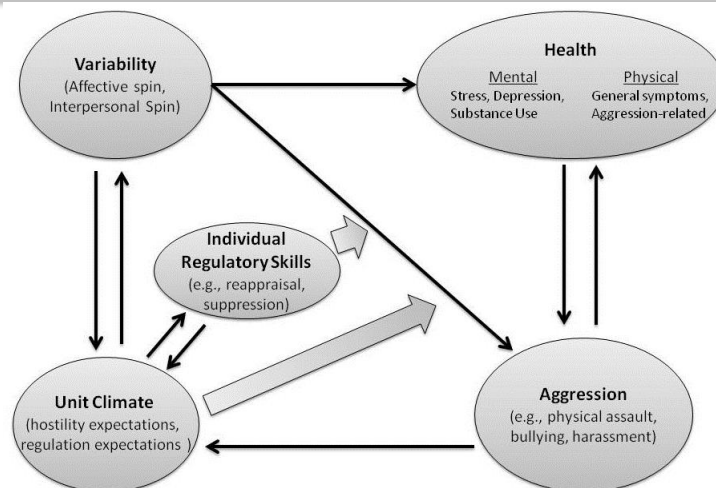 Variability
(Affective spin,
Interpersonal Spin)
Health
Mental
Stress, Depression,
Substance Use
Physical
General symptoms,
Aggression-related
Individual
Regulatory Skills
(e.g., reappraisal,
suppression)
Unit Climate
(hostility expectations,
regulation expectations )
Aggression
(e.g., physical assault,
bullying, harassment)